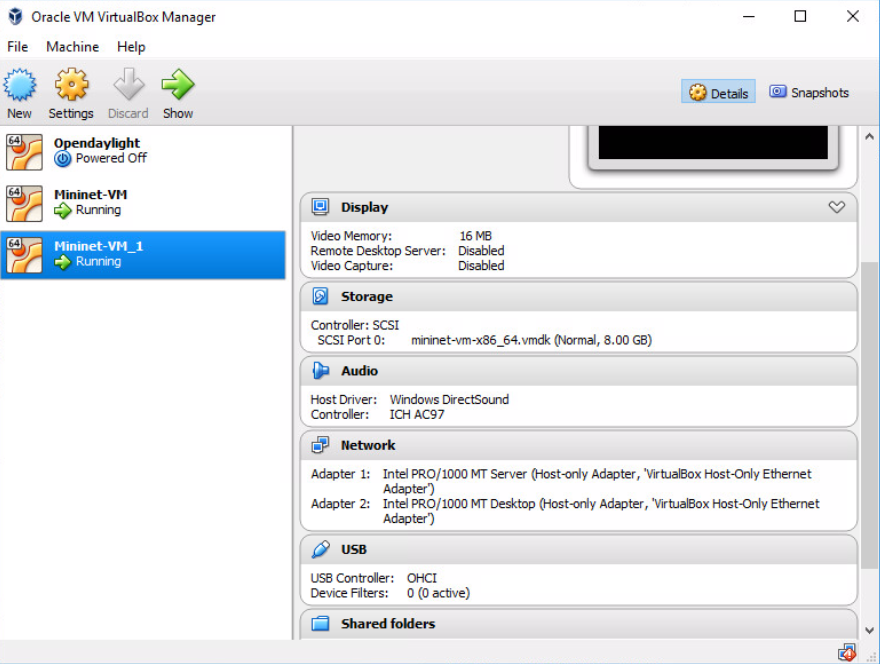 Oracle VM VirtualBox Manager
File Machine Help
New Settings Discard Show
Details Snapshots
64 Opendaylight
Powered Off
64 Mininet-VM
Running
64 Mininet-VM_1
Running
Display
Video Memory: 16 MB
Remote Desktop Server: Disabled
Video Capture: Disabled
Storage
Controller: SCSI
SCSI Port 0: mininet-vm-x86_64.vmdk (Normal, 8.00 GB)
Audio
Host Driver: Windows DirectSound
Controller: ICH AC97
Network
Adapter 1: Intel PRO/1000 MT Server (Host-only Adapter, 'VirtualBox Host-Only Ethernet
Adapter')
Adapter 2: Intel PRO/1000 MT Desktop (Host-only Adapter, 'VirtualBox Host-Only Ethernet
Adapter')
USB
USB Controller: OHCI
Device Filters: 0 (0 active)
Shared folders